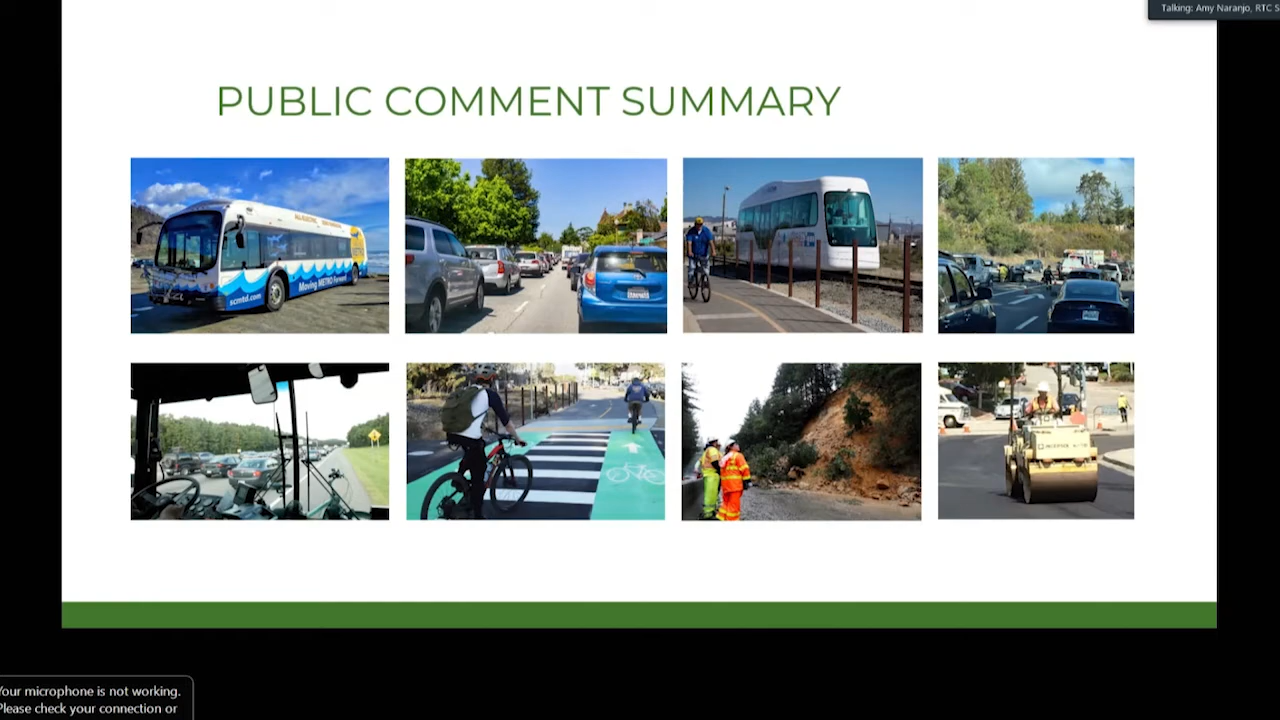 Talking: Amy Naranjo, RTC S
PUBLIC COMMENT SUMMARY
Moving METRO Forward
scmtd.com
Your microphone is not working.
Please check your connection or